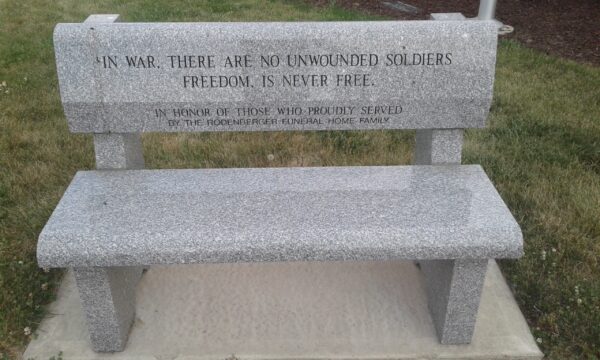 "IN WAR, THERE ARE NO UNWOUNDED SOLDIERS
FREEDOM, IS NEVER FREE.
IN HONOR OF THOSE WHO PROUDLY SERVED
BY THE RODENBERGER FUNERAL HOME FAMILY